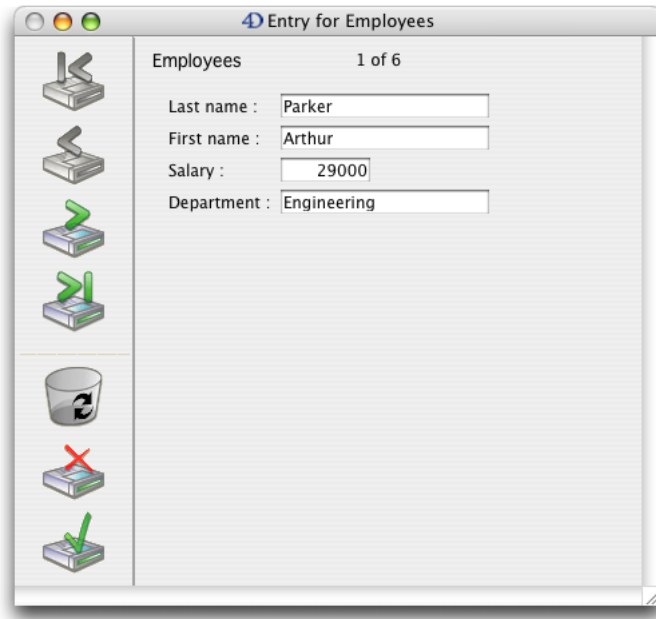 4D Entry for Employees
Employees 1 of 6
Last name : Parker
First name : Arthur
Salary : 29000
Department : Engineering